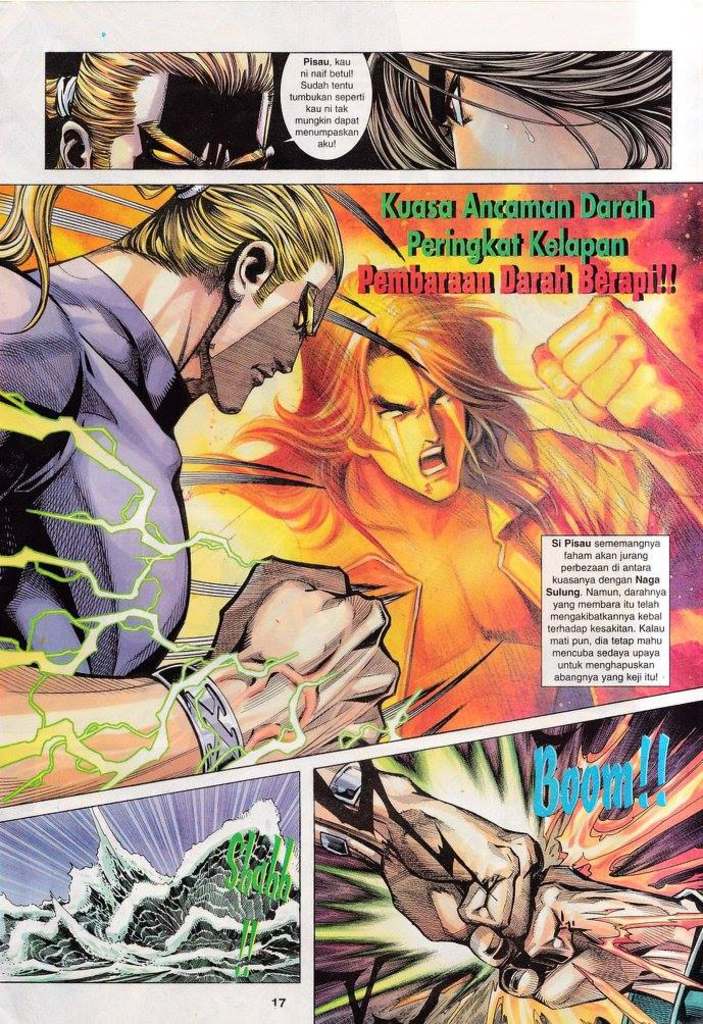 Pisau, kau
ni naif betul!
Sudah tentu
tumbukan seperti
kau ni tak
mungkin dapat
menumpaskan
aku!
Kuasa Ancaman Darah
Peringkat Kelapan
Pembaraan Darah Berapi!!
Si Pisau sememangnya
faham akan jurang
perbezaan di antara
kuasanya dengan Naga
Sulung. Namun, darahnya
yang membara itu telah
mengakibatkannya kebal
terhadap kesakitan. Kalau
mati pun, dia tetap mahu
mencuba sedaya upaya
untuk menghapuskan
abangnya yang keji itu!
Shahh
!!
Boom!!
17